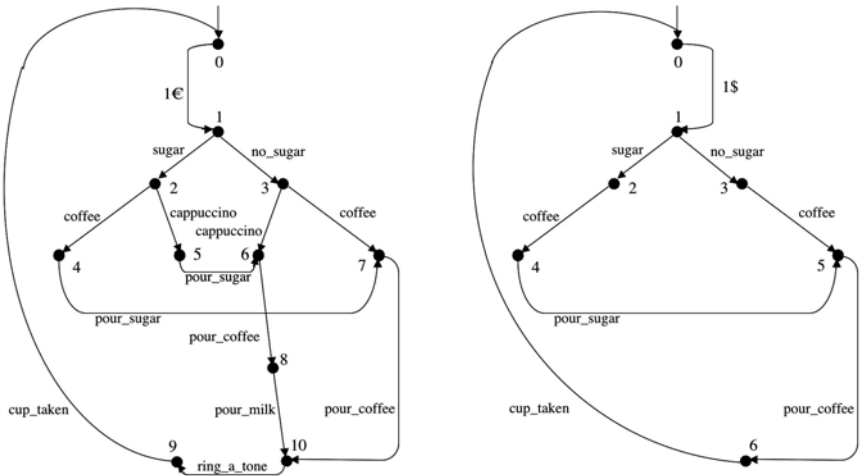 0
1€
1
sugar
no_sugar
2
3
coffee
cappuccino
cappuccino
coffee
4
5
6
7
pour_sugar
pour_sugar
pour_coffee
8
cup_taken
pour_milk
pour_coffee
9
10
ring_a_tone
0
1$
1
sugar
no_sugar
2
3
coffee
coffee
4
5
pour_sugar
cup_taken
pour_coffee
6